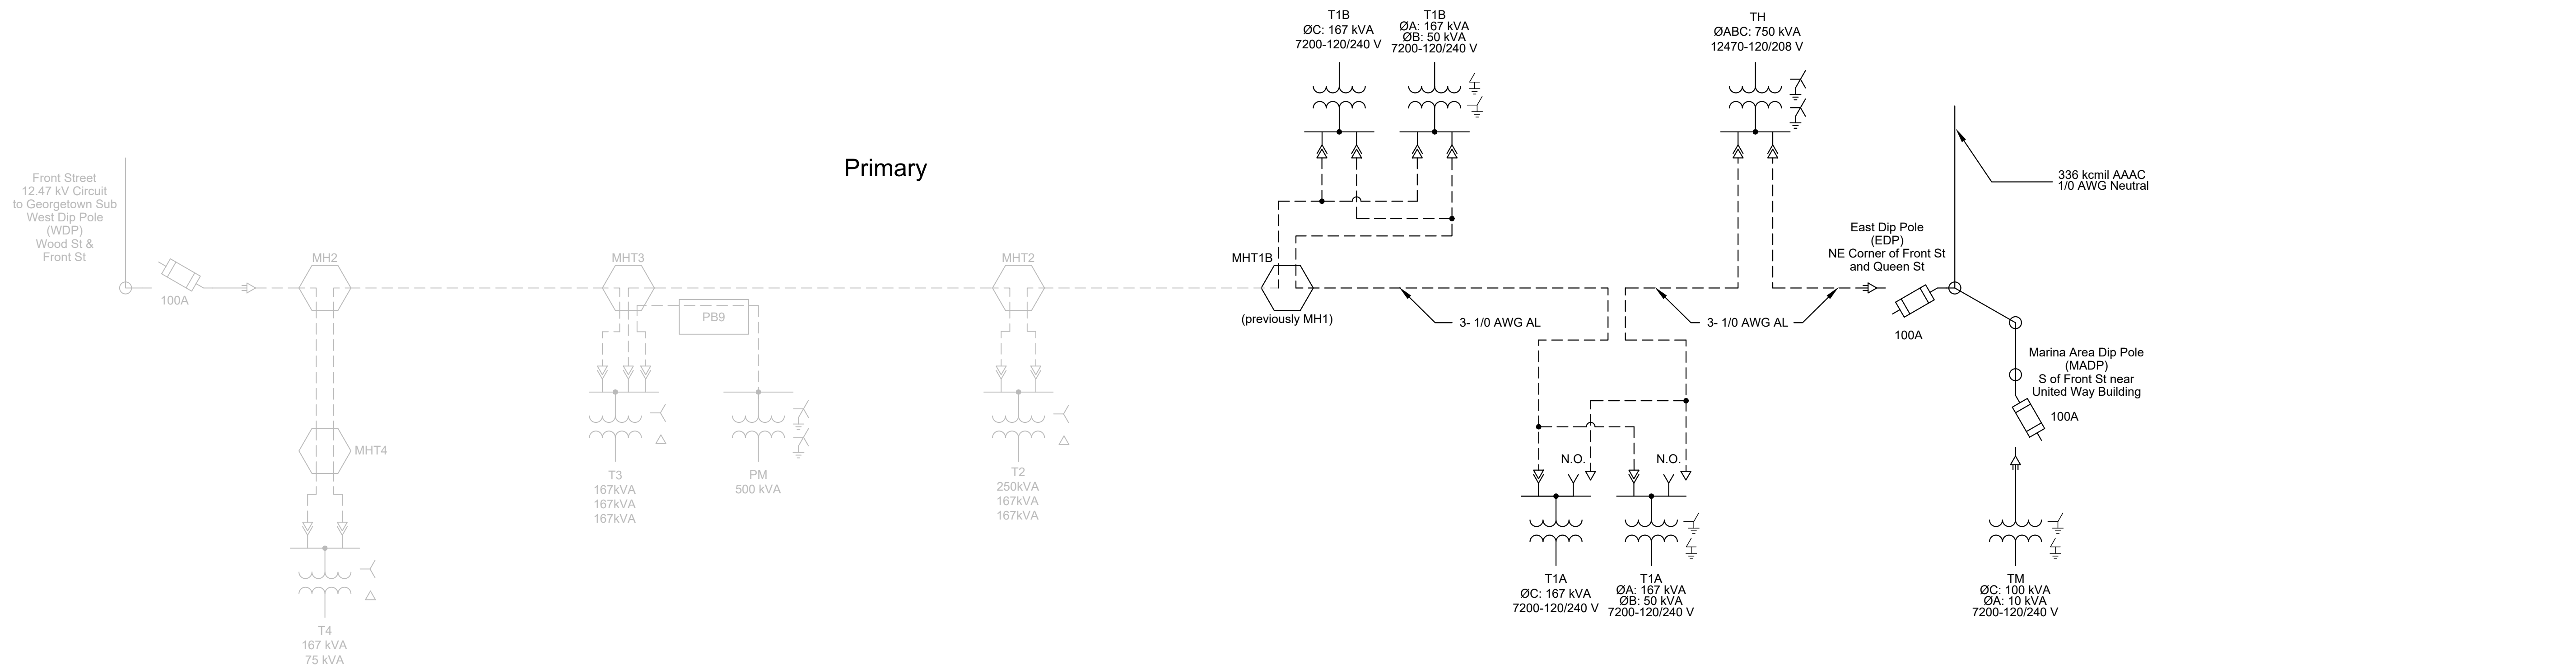 Primary
Front Street
12.47 kV Circuit
to Georgetown Sub
West Dip Pole
(WDP)
Wood St &
Front St
100A
MH2
MHT4
T4
167 kVA
75 kVA
MHT3
PB9
T3
167kVA
167kVA
167kVA
PM
500 kVA
MHT2
T2
250kVA
167kVA
167kVA
T1B
ØC: 167 kVA
7200-120/240 V
T1B
ØA: 167 kVA
ØB: 50 kVA
7200-120/240 V
MHT1B
(previously MH1)
3- 1/0 AWG AL
TH
ØABC: 750 kVA
12470-120/208 V
3- 1/0 AWG AL
N.O.
N.O.
T1A
ØC: 167 kVA
7200-120/240 V
T1A
ØA: 167 kVA
ØB: 50 kVA
7200-120/240 V
East Dip Pole
(EDP)
NE Corner of Front St
and Queen St
100A
336 kcmil AAAC
1/0 AWG Neutral
Marina Area Dip Pole
(MADP)
S of Front St near
United Way Building
100A
TM
ØC: 100 kVA
ØA: 10 kVA
7200-120/240 V